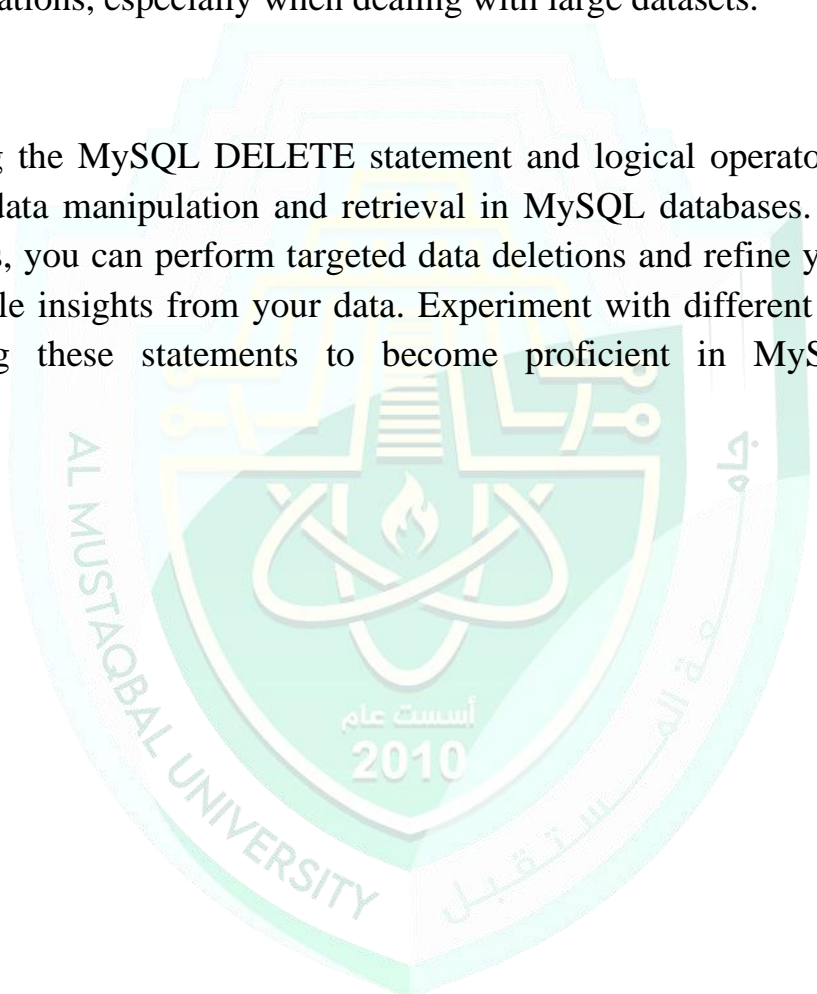 ations, especially when dealing with large datasets.
g the MySQL DELETE statement and logical operato
data manipulation and retrieval in MySQL databases.
s, you can perform targeted data deletions and refine y
le insights from your data. Experiment with different
g these statements to become proficient in MyS
AL MUSTAQBAL UNIVERSITY
جامعة المستقبل
أسست عام
2010